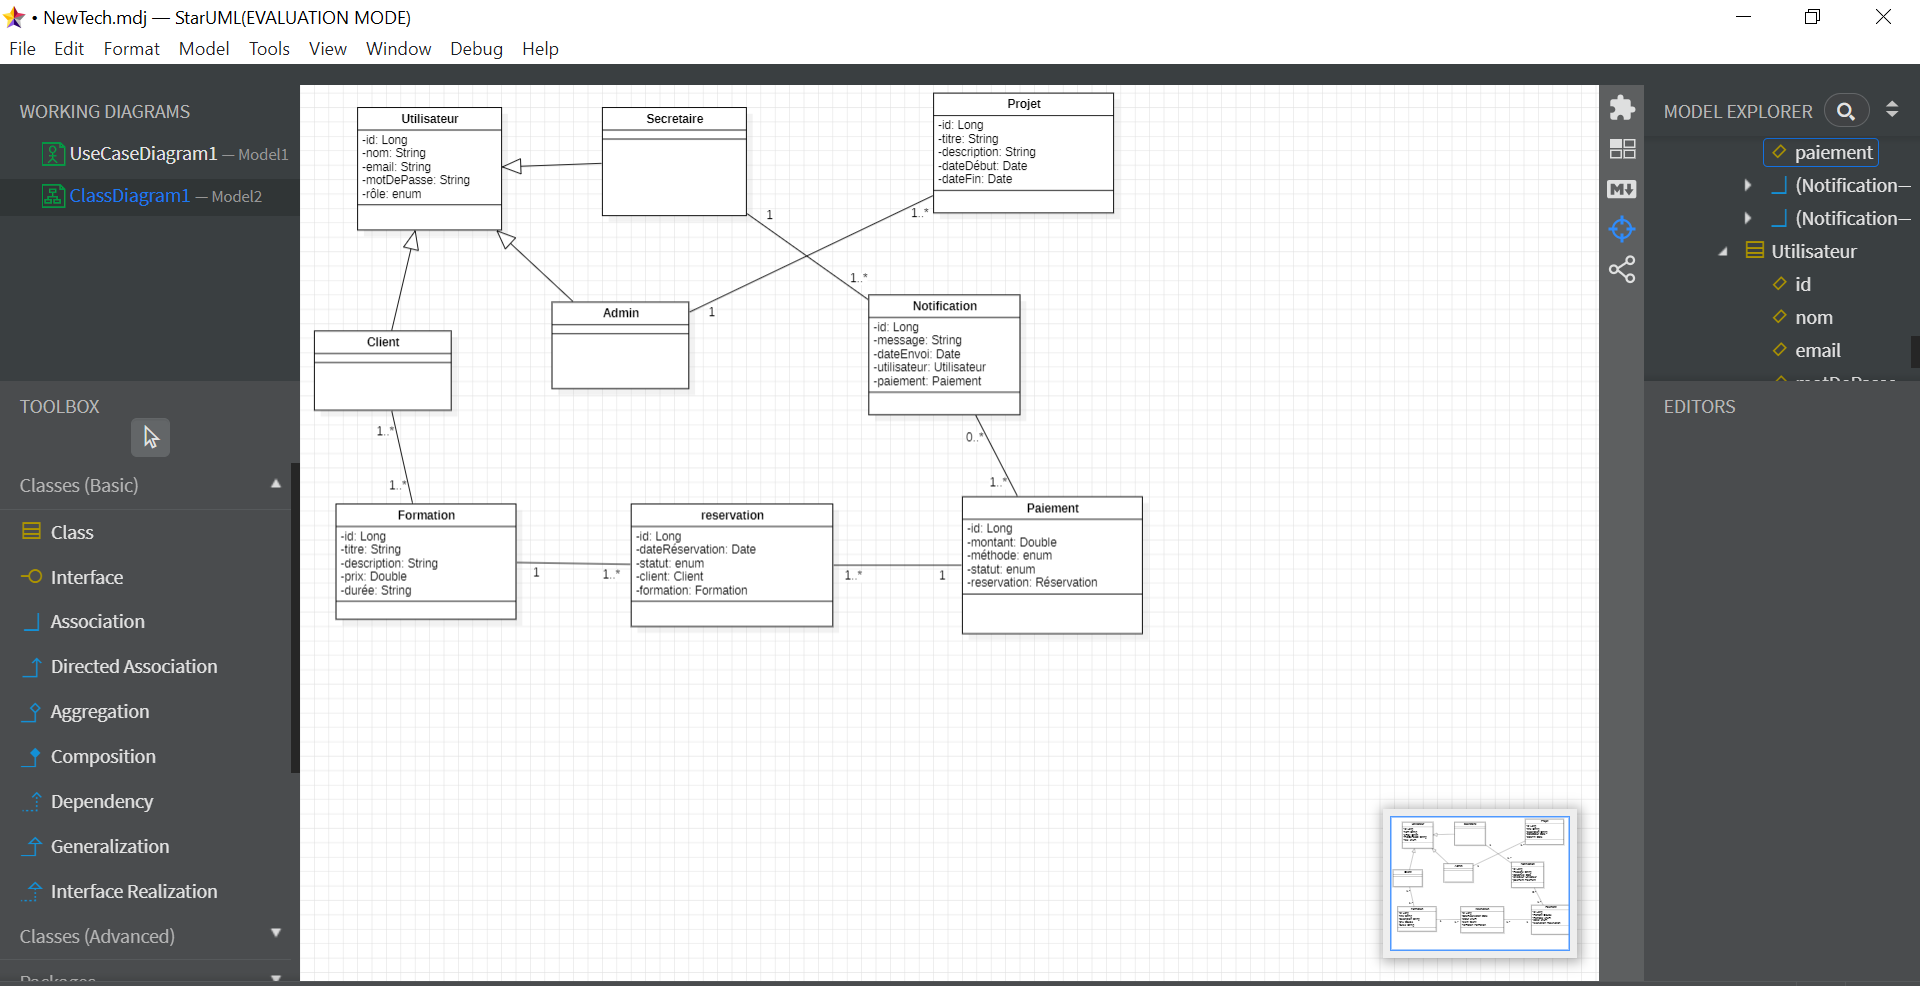 • NewTech.mdj — StarUML(EVALUATION MODE)
File Edit Format Model Tools View Window Debug Help
WORKING DIAGRAMS
UseCaseDiagram1 — Model1
ClassDiagram1 — Model2
TOOLBOX
Classes (Basic)
Class
Interface
Association
Directed Association
Aggregation
Composition
Dependency
Generalization
Interface Realization
Classes (Advanced)
Utilisateur
-id: Long
-nom: String
-email: String
-motDePasse: String
-rôle: enum
Secretaire
Projet
-id: Long
-titre: String
-description: String
-dateDébut: Date
-dateFin: Date
1
1..*
1..*
1
Admin
Client
Notification
-id: Long
-message: String
-dateEnvoi: Date
-utilisateur: Utilisateur
-paiement: Paiement
1..*
1..*
0..*
1..*
Formation
-id: Long
-titre: String
-description: String
-prix: Double
-durée: String
1
1..*
reservation
-id: Long
-dateRéservation: Date
-statut: enum
-client: Client
-formation: Formation
1..*
1
Paiement
-id: Long
-montant: Double
-méthode: enum
-statut: enum
-reservation: Réservation
MODEL EXPLORER
paiement
(Notification—
(Notification—
Utilisateur
id
nom
email
EDITORS